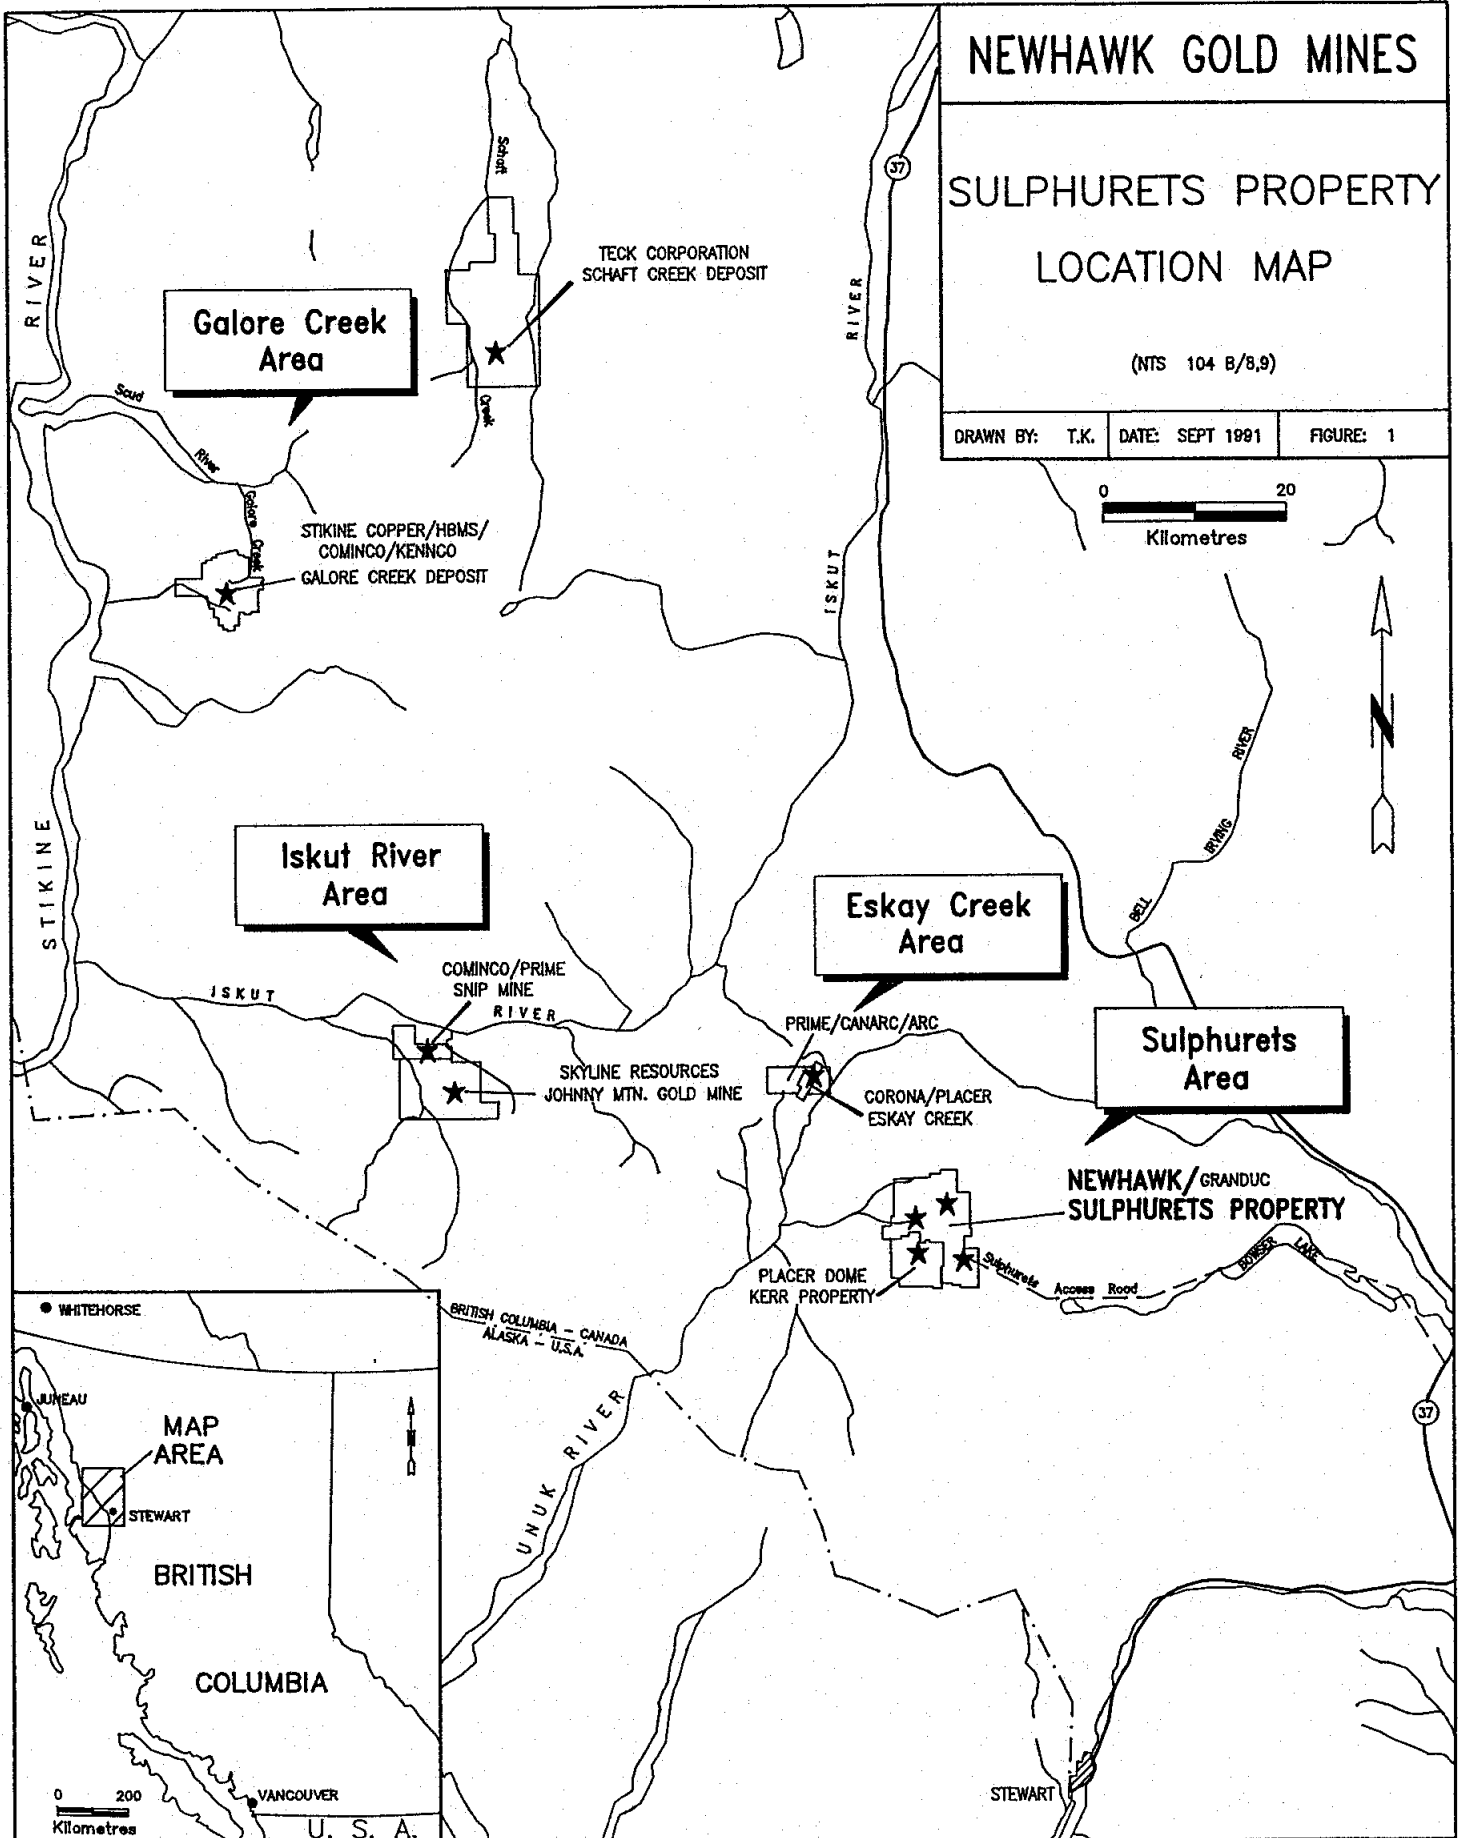 NEWHAWK GOLD MINES
SULPHURETS PROPERTY
LOCATION MAP
(NTS 104 B/8,9)
DRAWN BY: T.K.
DATE: SEPT 1991
FIGURE: 1
0 20
Kilometres
N
37
Schaft
Creek
TECK CORPORATION
SCHAFT CREEK DEPOSIT
RIVER
Galore Creek
Area
Scud
River
Galore
Creek
STIKINE COPPER/HBMS/
COMINCO/KENNCO
GALORE CREEK DEPOSIT
RIVER
ISKUT
RIVER
IRVING
BELL
STIKINE
Iskut River
Area
Eskay Creek
Area
COMINCO/PRIME
SNIP MINE
ISKUT
RIVER
PRIME/CANARC/ARC
Sulphurets
Area
SKYLINE RESOURCES
JOHNNY MTN. GOLD MINE
CORONA/PLACER
ESKAY CREEK
NEWHAWK/GRANDUC
SULPHURETS PROPERTY
PLACER DOME
KERR PROPERTY
Sulphurets
Access Road
BOWSER
LAKE
BRITISH COLUMBIA - CANADA
ALASKA - U.S.A.
37
UNUK RIVER
STEWART
WHITEHORSE
JUNEAU
MAP
AREA
N
STEWART
BRITISH
COLUMBIA
VANCOUVER
0 200
Kilometres
U. S. A.